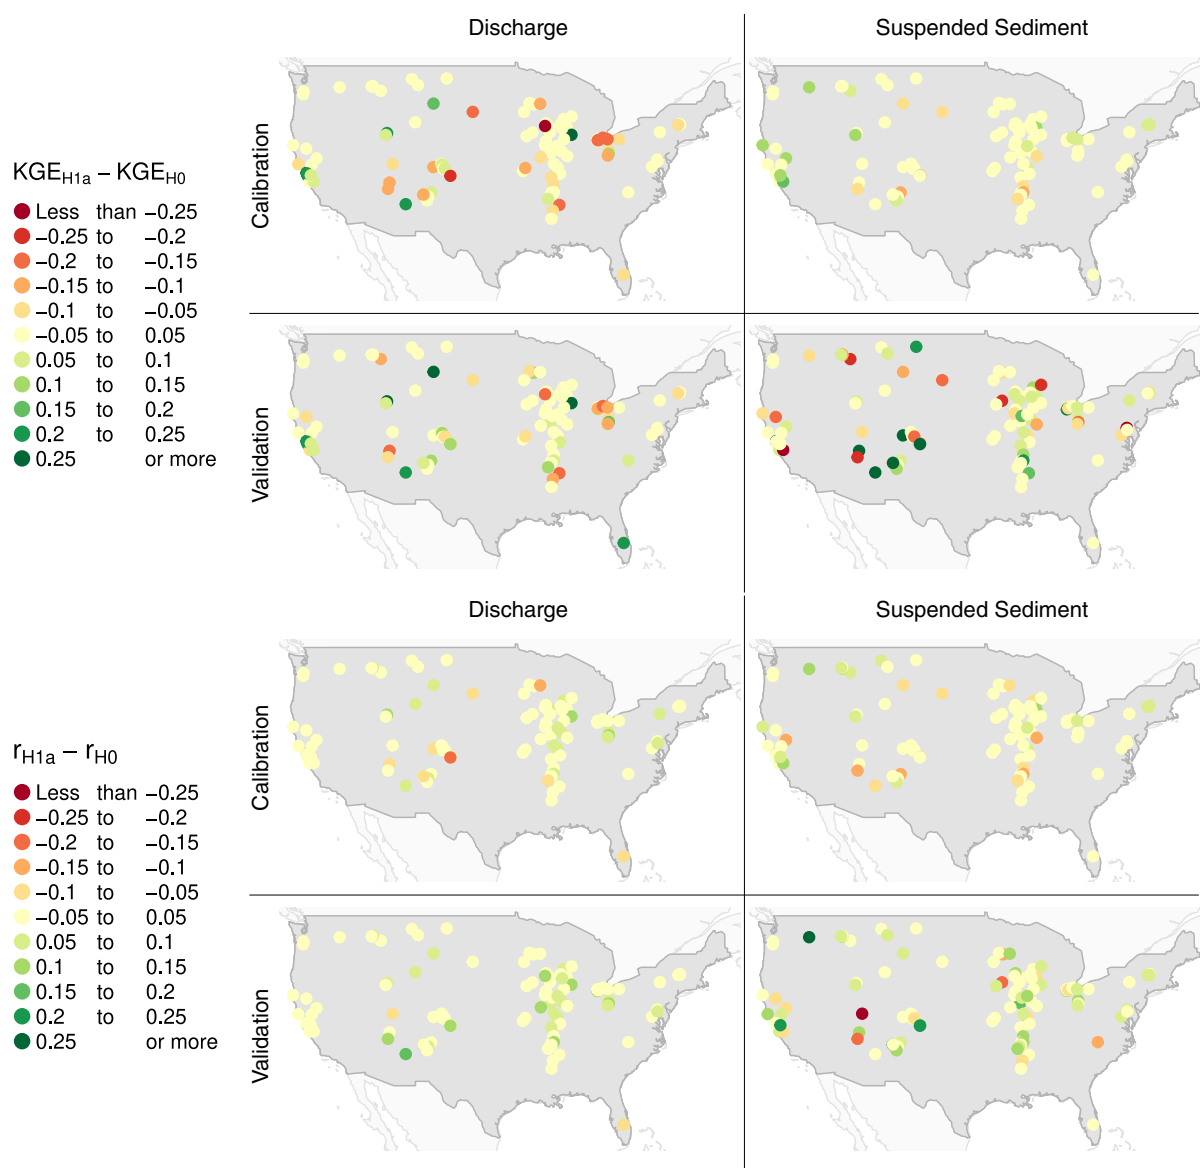 Discharge Suspended Sediment
Calibration
KGE_H1a − KGE_H0
Less than −0.25
−0.25 to −0.2
−0.2 to −0.15
−0.15 to −0.1
−0.1 to −0.05
−0.05 to 0.05
0.05 to 0.1
0.1 to 0.15
0.15 to 0.2
0.2 to 0.25
0.25 or more
Validation
Discharge Suspended Sediment
Calibration
r_H1a − r_H0
Less than −0.25
−0.25 to −0.2
−0.2 to −0.15
−0.15 to −0.1
−0.1 to −0.05
−0.05 to 0.05
0.05 to 0.1
0.1 to 0.15
0.15 to 0.2
0.2 to 0.25
0.25 or more
Validation